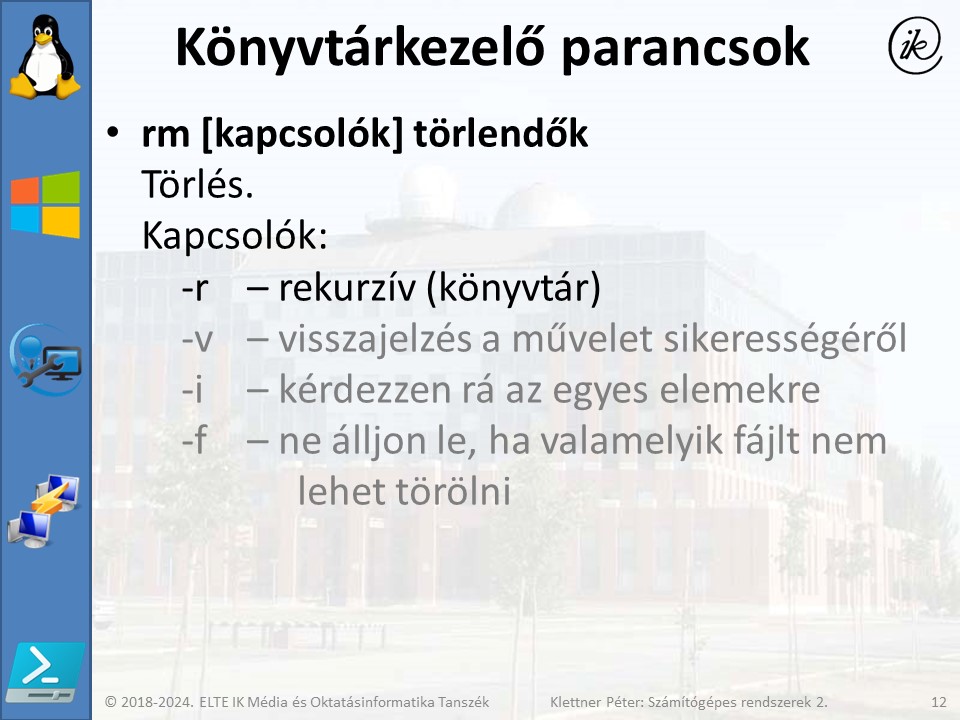 Könyvtárkezelő parancsok
ik
• rm [kapcsolók] törlendők
Törlés.
Kapcsolók:
-r – rekurzív (könyvtár)
-v – visszajelzés a művelet sikerességéről
-i – kérdezzen rá az egyes elemekre
-f – ne álljon le, ha valamelyik fájlt nem
lehet törölni
© 2018-2024. ELTE IK Média és Oktatásinformatika Tanszék Klettner Péter: Számítógépes rendszerek 2. 12